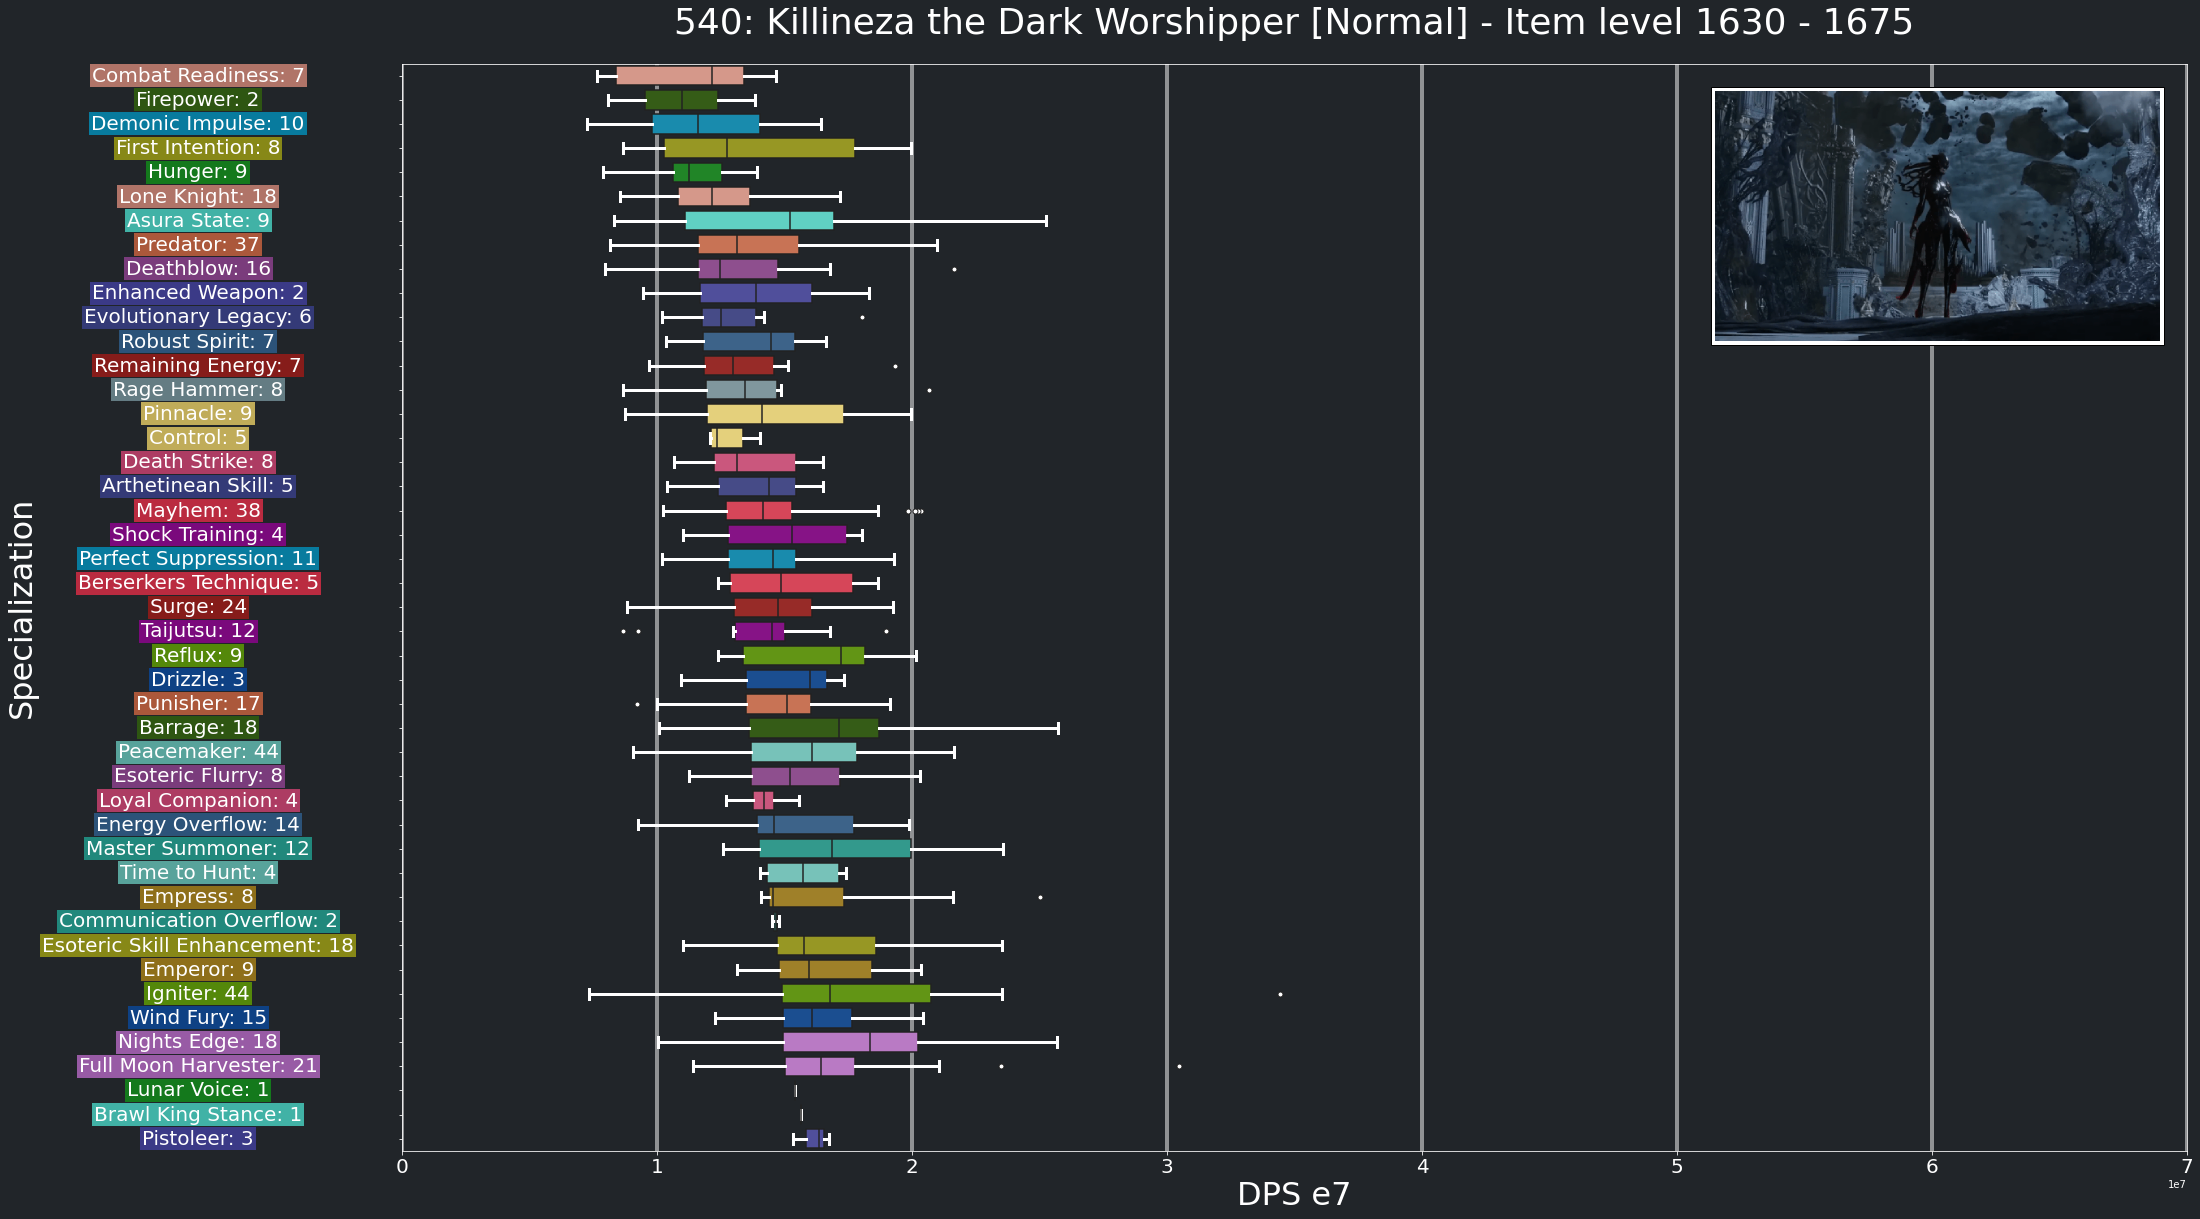 540: Killineza the Dark Worshipper [Normal] - Item level 1630 - 1675
Combat Readiness: 7
Firepower: 2
Demonic Impulse: 10
First Intention: 8
Hunger: 9
Lone Knight: 18
Asura State: 9
Predator: 37
Deathblow: 16
Enhanced Weapon: 2
Evolutionary Legacy: 6
Robust Spirit: 7
Remaining Energy: 7
Rage Hammer: 8
Pinnacle: 9
Control: 5
Death Strike: 8
Arthetinean Skill: 5
Mayhem: 38
Shock Training: 4
Perfect Suppression: 11
Berserkers Technique: 5
Surge: 24
Taijutsu: 12
Reflux: 9
Drizzle: 3
Punisher: 17
Barrage: 18
Peacemaker: 44
Esoteric Flurry: 8
Loyal Companion: 4
Energy Overflow: 14
Master Summoner: 12
Time to Hunt: 4
Empress: 8
Communication Overflow: 2
Esoteric Skill Enhancement: 18
Emperor: 9
Igniter: 44
Wind Fury: 15
Nights Edge: 18
Full Moon Harvester: 21
Lunar Voice: 1
Brawl King Stance: 1
Pistoleer: 3
Specialization
0 1 2 3 4 5 6 7
1e7
DPS e7